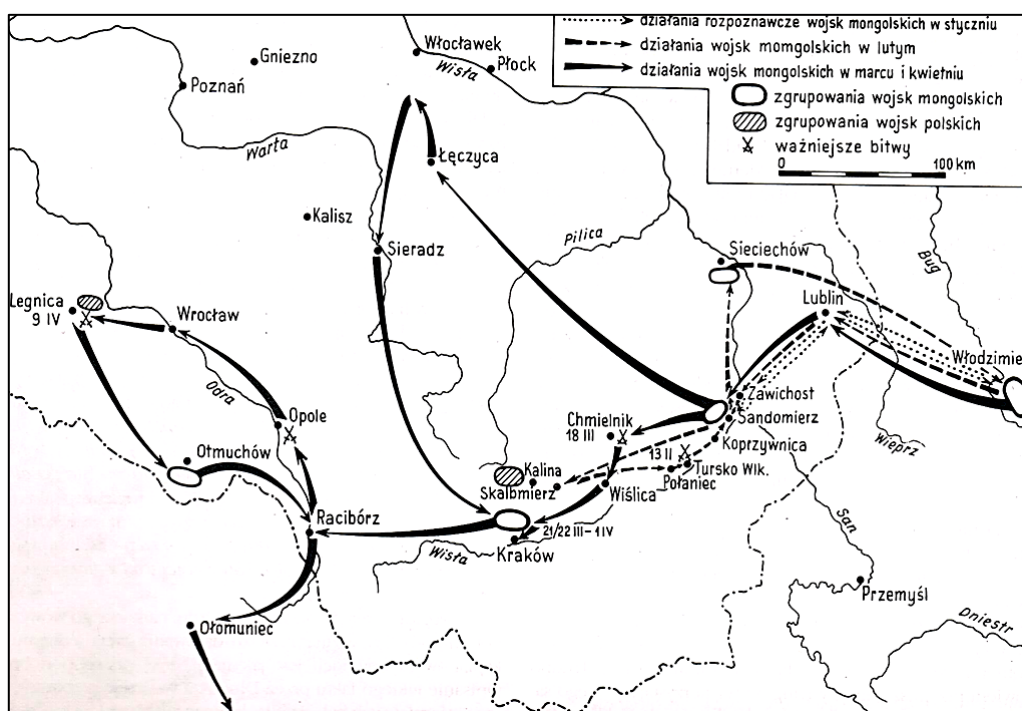 działania rozpoznawcze wojsk mongolskich w styczniu
działania wojsk momgolskich w lutym
działania wojsk mongolskich w marcu i kwietniu
zgrupowania wojsk mongolskich
zgrupowania wojsk polskich
ważniejsze bitwy
0 100 km
Włocławek
Gniezno
Wisła
Płock
Poznań
Warta
Łęczyca
Kalisz
Pilica
Sieradz
Sieciechów
Bug
Legnica
9 IV
Wrocław
Lublin
Włodzimie
Odra
Zawichost
Opole
Chmielnik
18 III
Sandomierz
Koprzywnica
Wieprz
Otmuchów
13 II
Kalina
Tursko Wlk.
Skalbmierz
Połaniec
Wiślica
Racibórz
21/22 III-1 IV
San
Wisła
Kraków
Przemyśl
Ołomuniec
Dniestr